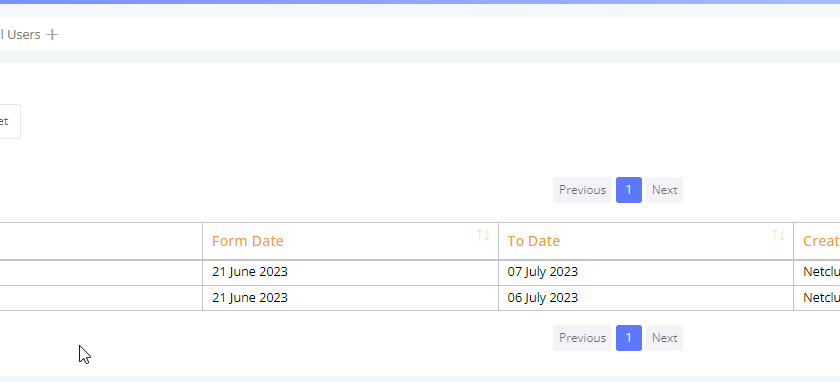 l Users
et
Previous 1 Next
Form Date To Date Creat
21 June 2023 07 July 2023 Netclu
21 June 2023 06 July 2023 Netclu
Previous 1 Next